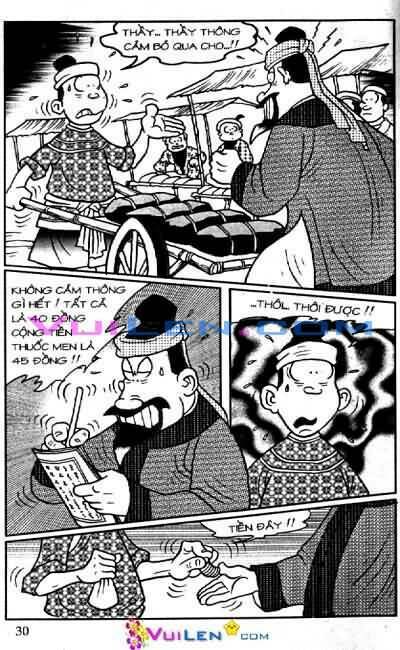 THẦY... THẦY THÔNG
CẢM BỎ QUA CHO...!!
KHÔNG CẢM THÔNG
GÌ HẾT! TẤT CẢ
LÀ 40 ĐỒNG
CỘNG TIỀN
THUỐC MEN LÀ
45 ĐỒNG!!
...THÔI.. THÔI ĐƯỢC!!
VUILEN.COM
TIỀN ĐÂY!!
30
VUILEN.COM